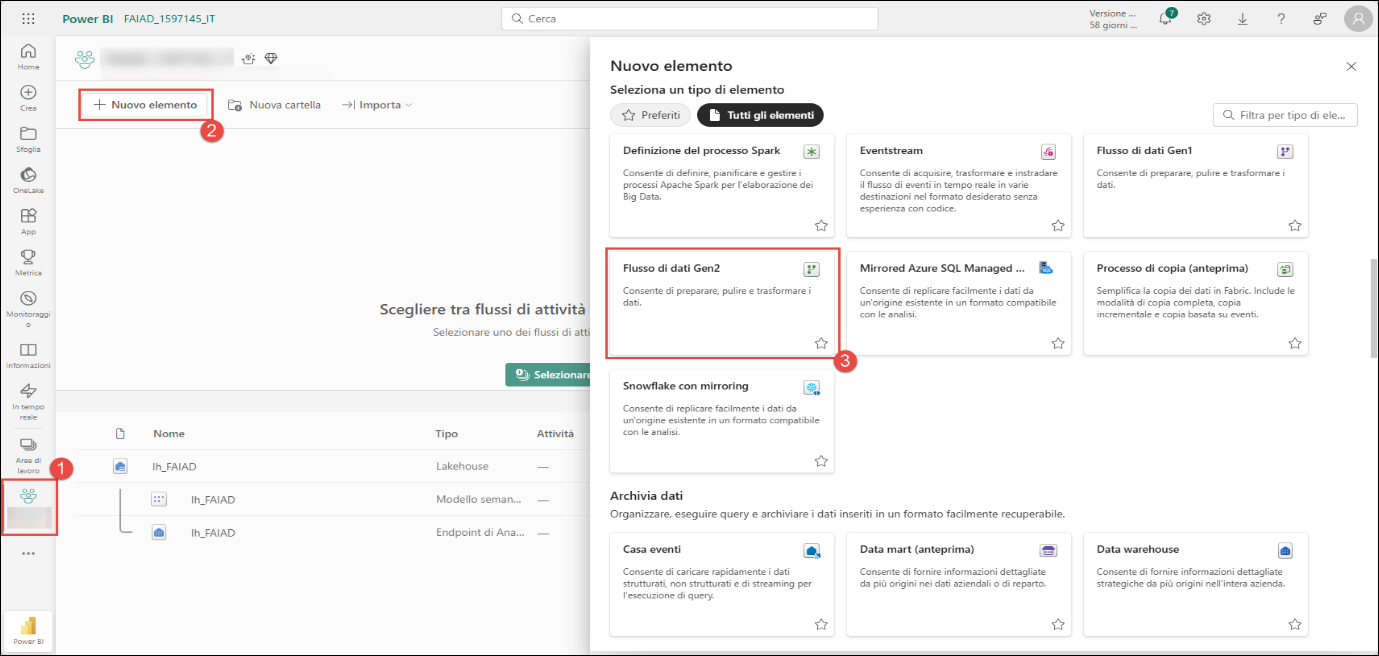 Power BI FAIAD_1597145_IT
Cerca
Versione ...
58 giorni ...
7
Home
Crea
Sfoglia
OneLake
App
Metrica
Monitoraggi
o
Informazioni
In tempo
reale
Aree di
lavoro
1
Power BI
Nuovo elemento
2
Nuova cartella
Importa
Scegliere tra flussi di attività
Selezionare uno dei flussi di atti
Selezionare
Nome Tipo Attività
lh_FAIAD Lakehouse —
lh_FAIAD Modello seman... —
lh_FAIAD Endpoint di Ana... —
Nuovo elemento
Seleziona un tipo di elemento
Preferiti
Tutti gli elementi
Filtra per tipo di ele...
Definizione del processo Spark
Consente di definire, pianificare e gestire i
processi Apache Spark per l'elaborazione dei
Big Data.
Eventstream
Consente di acquisire, trasformare e instradare
il flusso di eventi in tempo reale in varie
destinazioni nel formato desiderato senza
esperienza con codice.
Flusso di dati Gen1
Consente di preparare, pulire e trasformare i
dati.
Flusso di dati Gen2
Consente di preparare, pulire e trasformare i
dati.
3
Mirrored Azure SQL Managed ...
SQL
Consente di replicare facilmente i dati da
un'origine esistente in un formato compatibile
con le analisi.
Processo di copia (anteprima)
Semplifica la copia dei dati in Fabric. Include le
modalità di copia completa, copia
incrementale e copia basata su eventi.
Snowflake con mirroring
Consente di replicare facilmente i dati da
un'origine esistente in un formato compatibile
con le analisi.
Archivia dati
Organizzare. eseguire query e archiviare i dati inseriti in un formato facilmente recuperabile.
Casa eventi
Consente di caricare rapidamente i dati
strutturati, non strutturati e di streaming per
l'esecuzione di query.
Data mart (anteprima)
Consente di fornire informazioni dettagliate
da più origini nei dati aziendali o di reparto.
Data warehouse
Consente di fornire informazioni dettagliate
strategiche da più origini nell'intera azienda.